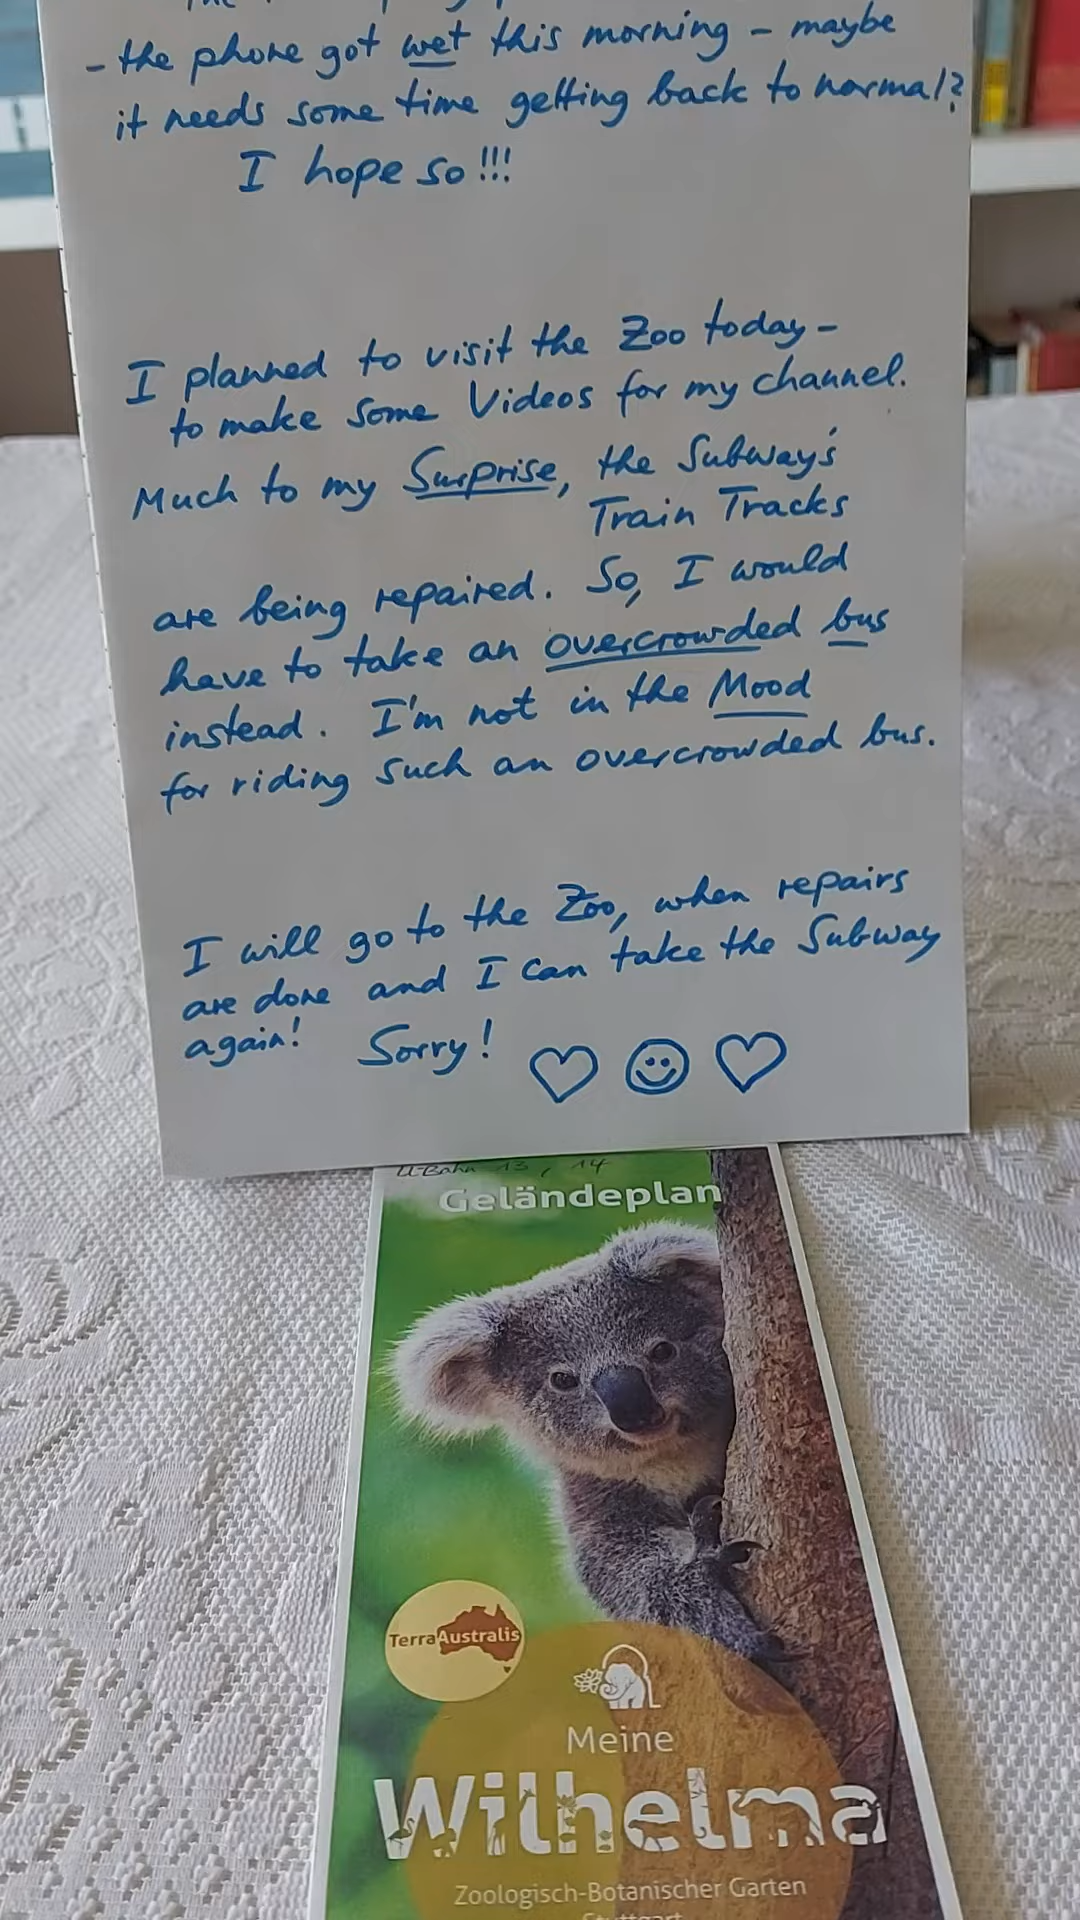 - the phone got wet this morning - maybe
it needs some time getting back to normal?
I hope so!!!
I planned to visit the Zoo today -
to make some Videos for my channel.
Much to my Surprise, the Subway's
Train Tracks
are being repaired. So, I would
have to take an overcrowded bus
instead. I'm not in the Mood
for riding such an overcrowded bus.
I will go to the Zoo, when repairs
are done and I can take the Subway
again! Sorry!
U-Bahn 13, 14
Geländeplan
TerraAustralis
Meine
Wilhelma
Zoologisch-Botanischer Garten
Stuttgart